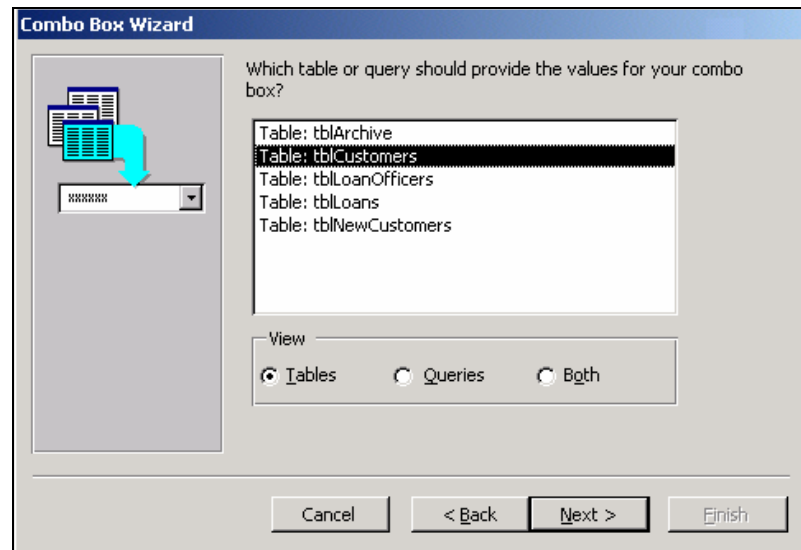 Combo Box Wizard
Which table or query should provide the values for your combo
box?
xxxxxx
Table: tblArchive
Table: tblCustomers
Table: tblLoanOfficers
Table: tblLoans
Table: tblNewCustomers
View
Tables Queries Both
Cancel < Back Next > Finish